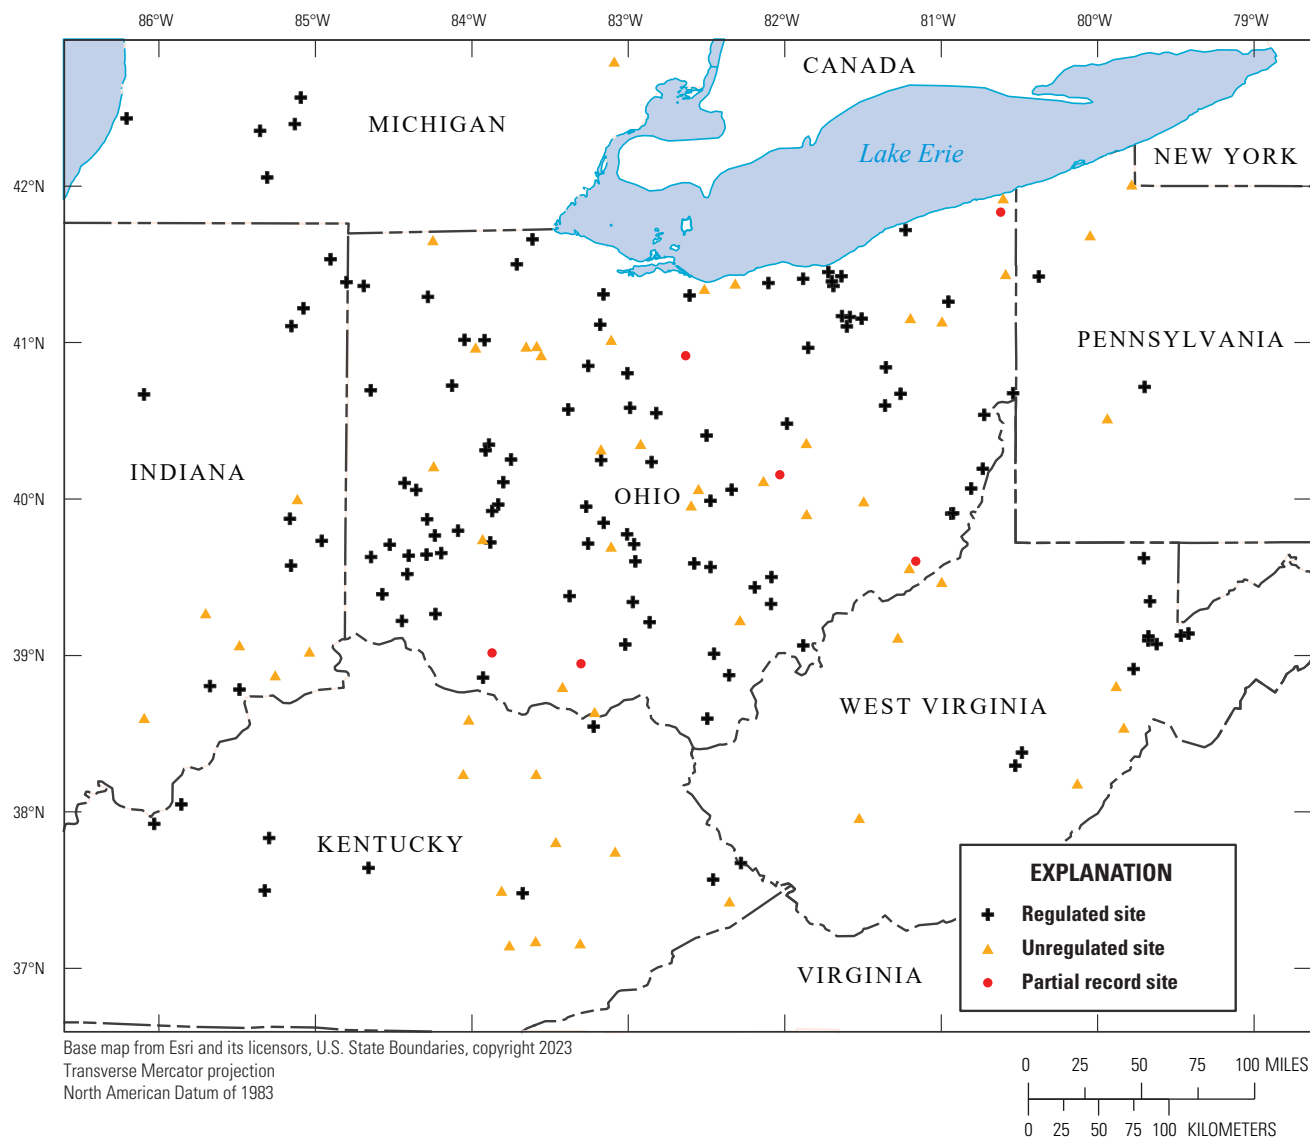 86°W 85°W 84°W 83°W 82°W 81°W 80°W 79°W
CANADA
MICHIGAN
Lake Erie
NEW YORK
42°N
41°N
PENNSYLVANIA
INDIANA
OHIO
40°N
39°N
WEST VIRGINIA
38°N
KENTUCKY
EXPLANATION
Regulated site
Unregulated site
Partial record site
37°N
VIRGINIA
Base map from Esri and its licensors, U.S. State Boundaries, copyright 2023
Transverse Mercator projection
North American Datum of 1983
0 25 50 75 100 MILES
0 25 50 75 100 KILOMETERS